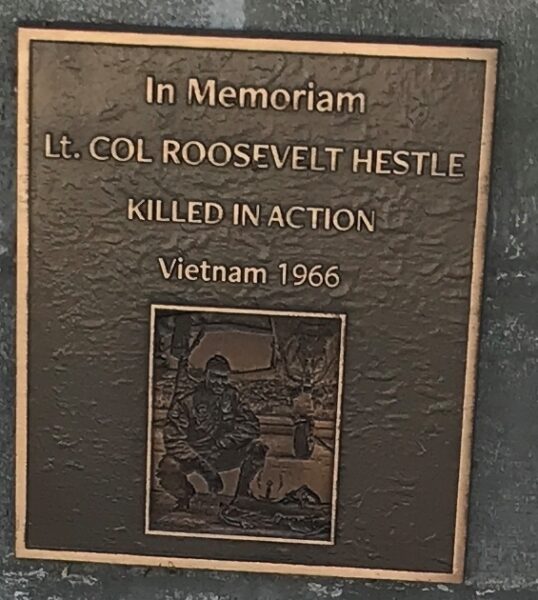 In Memoriam
Lt. COL ROOSEVELT HESTLE
KILLED IN ACTION
Vietnam 1966